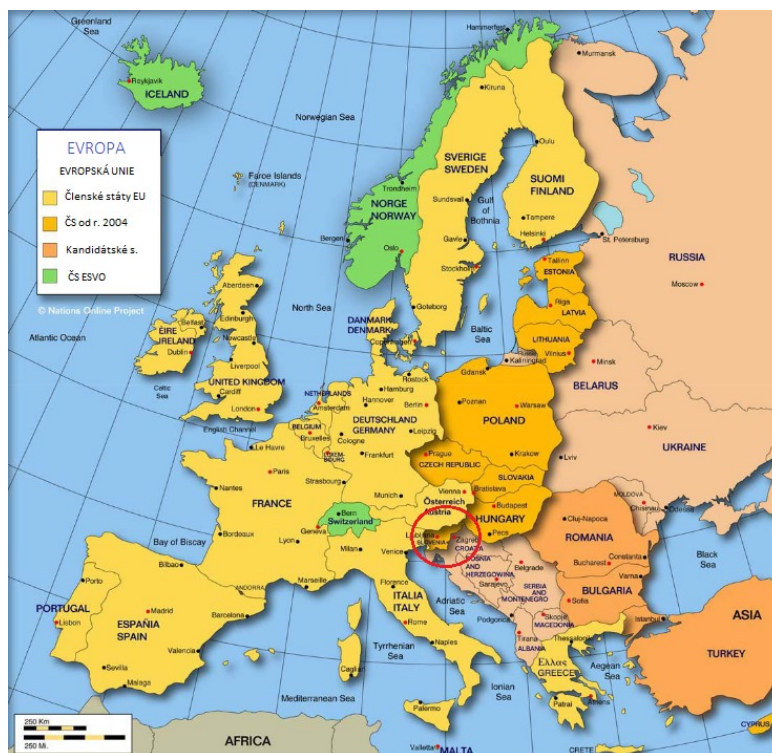 Greenland
Sea
Hammerfest
Murmansk
Reykjavik
ICELAND
Kiruna
Norwegian Sea
Oulu
EVROPA
EVROPSKÁ UNIE
Členské státy EU
ČS od r. 2004
Kandidátské s.
ČS ESVO
SVERIGE
SWEDEN
SUOMI
FINLAND
Faroe Islands
(DENMARK)
Trondheim
NORGE
NORWAY
Sundsvall
Gulf
of
Bothnia
Tampere
Helsinki
St. Petersburg
Bergen
Oslo
Gavle
Stockholm
Tallinn
ESTONIA
RUSSIA
Moscow
Aberdeen
© Nations Online Project
North Sea
Goteborg
Riga
LATVIA
Edinburgh
DANMARK
DENMARK
Baltic
Sea
LITHUANIA
Atlantic Ocean
Belfast
ÉIRE
IRELAND
Newcastle
Copenhagen
Vilnius
Kaliningrad
Minsk
Dublin
Liverpool
Gdansk
BELARUS
Celtic
Sea
UNITED KINGDOM
Cardiff
London
NETHERLANDS
Amsterdam
Rostock
Hamburg
Hannover
Berlin
Poznan
Warsaw
POLAND
English Channel
BELGIUM
Bruxelles
DEUTSCHLAND
GERMANY
Leipzig
Cologne
Kiev
Le Havre
LUXEM-
BOURG
Frankfurt
Prague
CZECH REPUBLIC
Krakow
Lviv
UKRAINE
Paris
Strasbourg
SLOVAKIA
Nantes
FRANCE
Munich
Vienna
Bratislava
Österreich
Austria
Budapest
HUNGARY
MOLDOVA
Chisinau
Odessa
Bern
Switzerland
Geneva
Ljubljana
SLOVENIA
Zagreb
CROATIA
Pecs
Cluj-Napoca
ROMANIA
Bordeaux
Lyon
Milan
Venice
Bay of Biscay
BOSNIA
AND
HERZEGOWINA
Belgrade
Bucharest
Constanta
Bilbao
Marseille
Florence
Sarajevo
SERBIA
AND
MONTENEGRO
Varna
Black
Sea
Porto
ANDORRA
ITALIA
ITALY
Adriatic
Sea
Sofia
BULGARIA
PORTUGAL
Lisbon
Madrid
ESPAÑIA
SPAIN
Barcelona
Rome
Podgorica
Skopje
MACEDONIA
Istanbul
ASIA
Tirana
ALBANIA
Thessaloniki
TURKEY
Valencia
Naples
Tyrrhenian
Sea
Ελλας
GREECE
Aegean
Sea
Sevilla
Malaga
Cagliari
Ionian
Sea
Patrai
Athens
Mediterranean Sea
Palermo
250 Km
250 Mi.
AFRICA
Valletta
MALTA
CRETE
CYPRUS